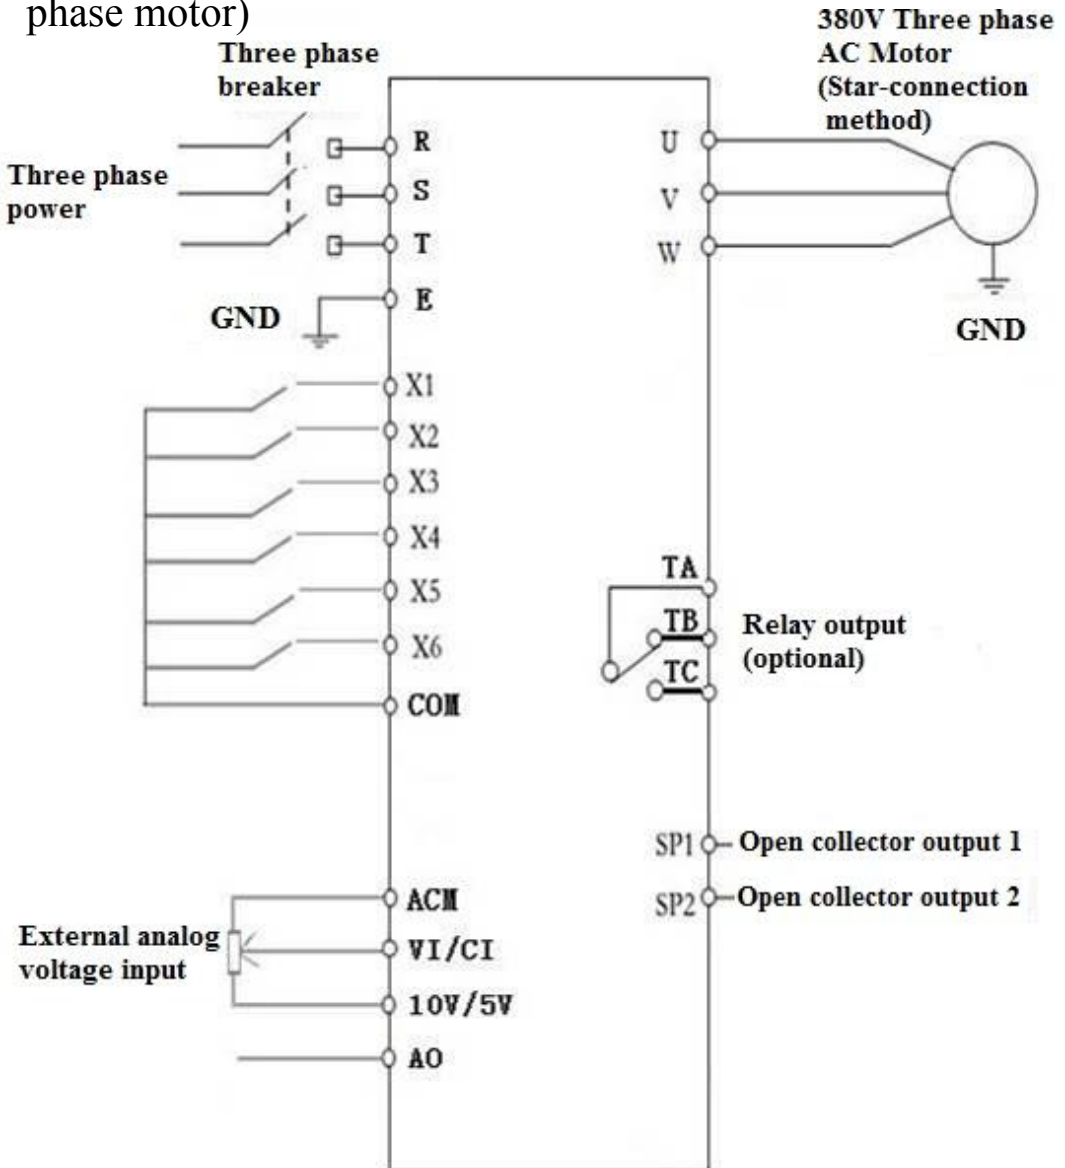 phase motor)
Three phase
breaker
380V Three phase
AC Motor
(Star-connection
method)
Three phase
power
R
S
T
E
GND
U
V
W
GND
X1
X2
X3
X4
X5
X6
COM
TA
TB
TC
Relay output
(optional)
SP1
Open collector output 1
SP2
Open collector output 2
External analog
voltage input
ACM
VI/CI
10V/5V
AO